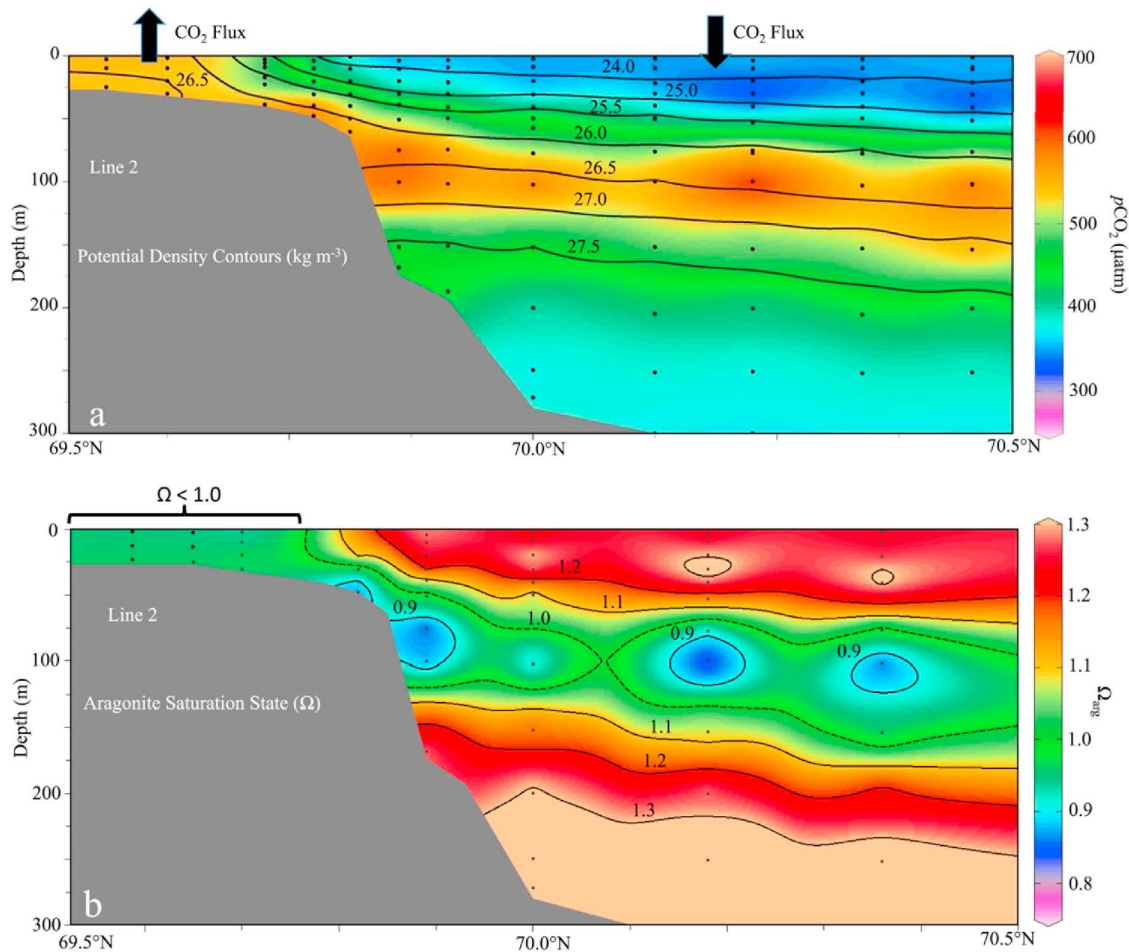 CO2 Flux
CO2 Flux
0
100
200
300
Depth (m)
26.5
24.0
25.0
25.5
26.0
26.5
27.0
27.5
Line 2
Potential Density Contours (kg m-3)
a
69.5°N
70.0°N
70.5°N
700
600
500
400
300
pCO2 (µatm)
Ω < 1.0
0
100
200
300
Depth (m)
1.2
1.1
0.9
1.0
0.9
0.9
1.1
1.2
1.3
Line 2
Aragonite Saturation State (Ω)
b
69.5°N
70.0°N
70.5°N
1.3
1.2
1.1
1.0
0.9
0.8
Ωarg